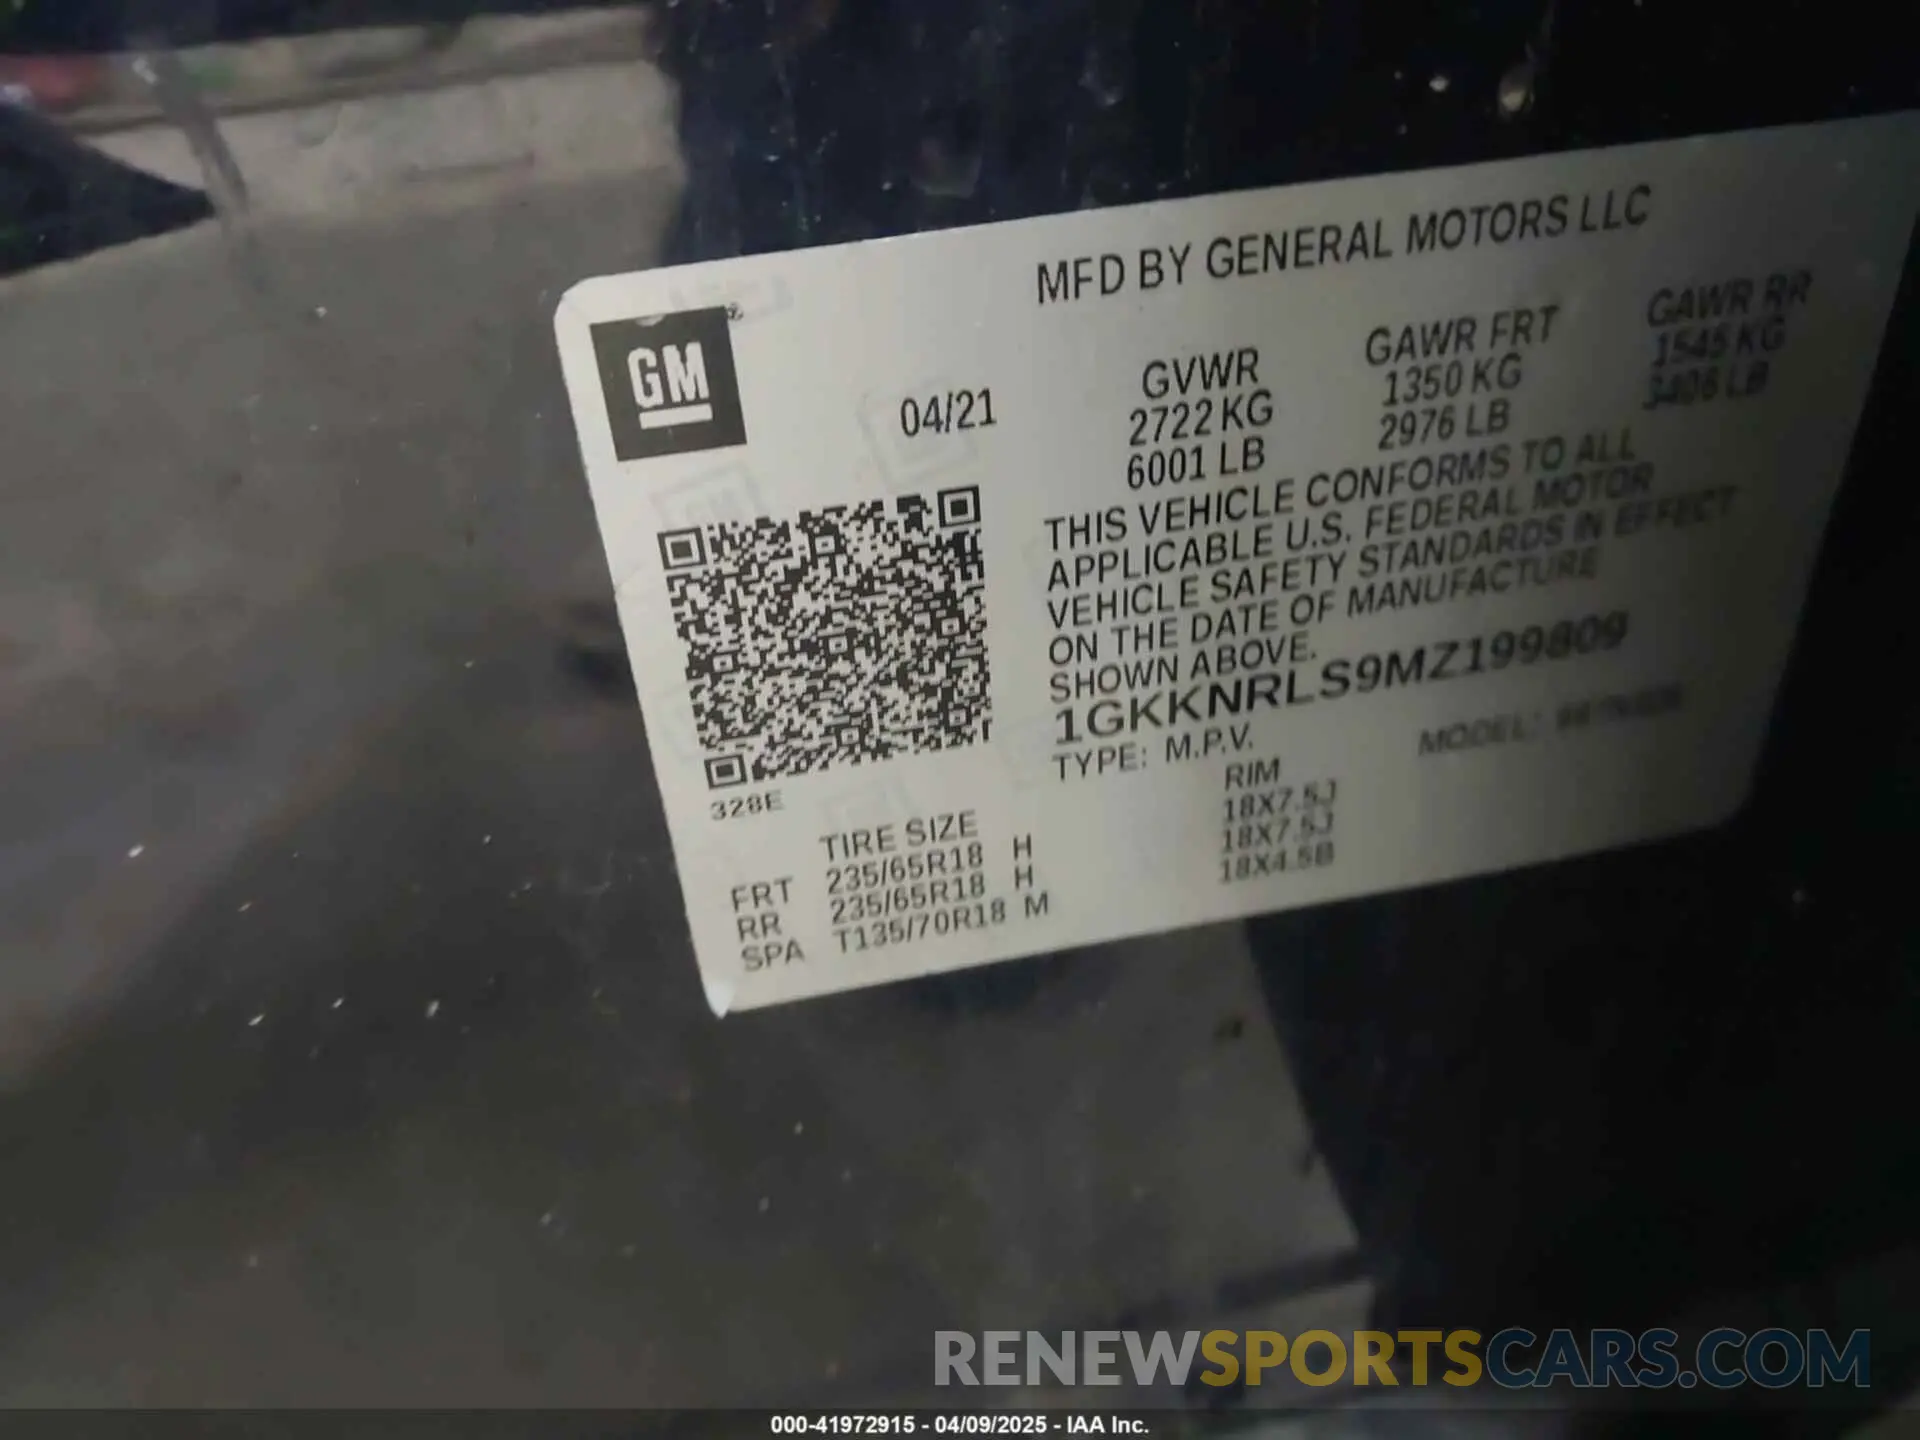 MFD BY GENERAL MOTORS LLC
GM
04/21
GVWR
2722 KG
6001 LB
GAWR FRT
1350 KG
2976 LB
GAWR RR
1545 KG
3406 LB
THIS VEHICLE CONFORMS TO ALL
APPLICABLE U.S. FEDERAL MOTOR
VEHICLE SAFETY STANDARDS IN EFFECT
ON THE DATE OF MANUFACTURE
SHOWN ABOVE.
1GKKNRLS9MZ199809
TYPE: M.P.V.
MODEL:
328E
TIRE SIZE
RIM
FRT 235/65R18 H 18X7.5J
RR 235/65R18 H 18X7.5J
SPA T135/70R18 M 18X4.5B
RENEWSPORTSCARS.COM
000-41972915 - 04/09/2025 - IAA Inc.